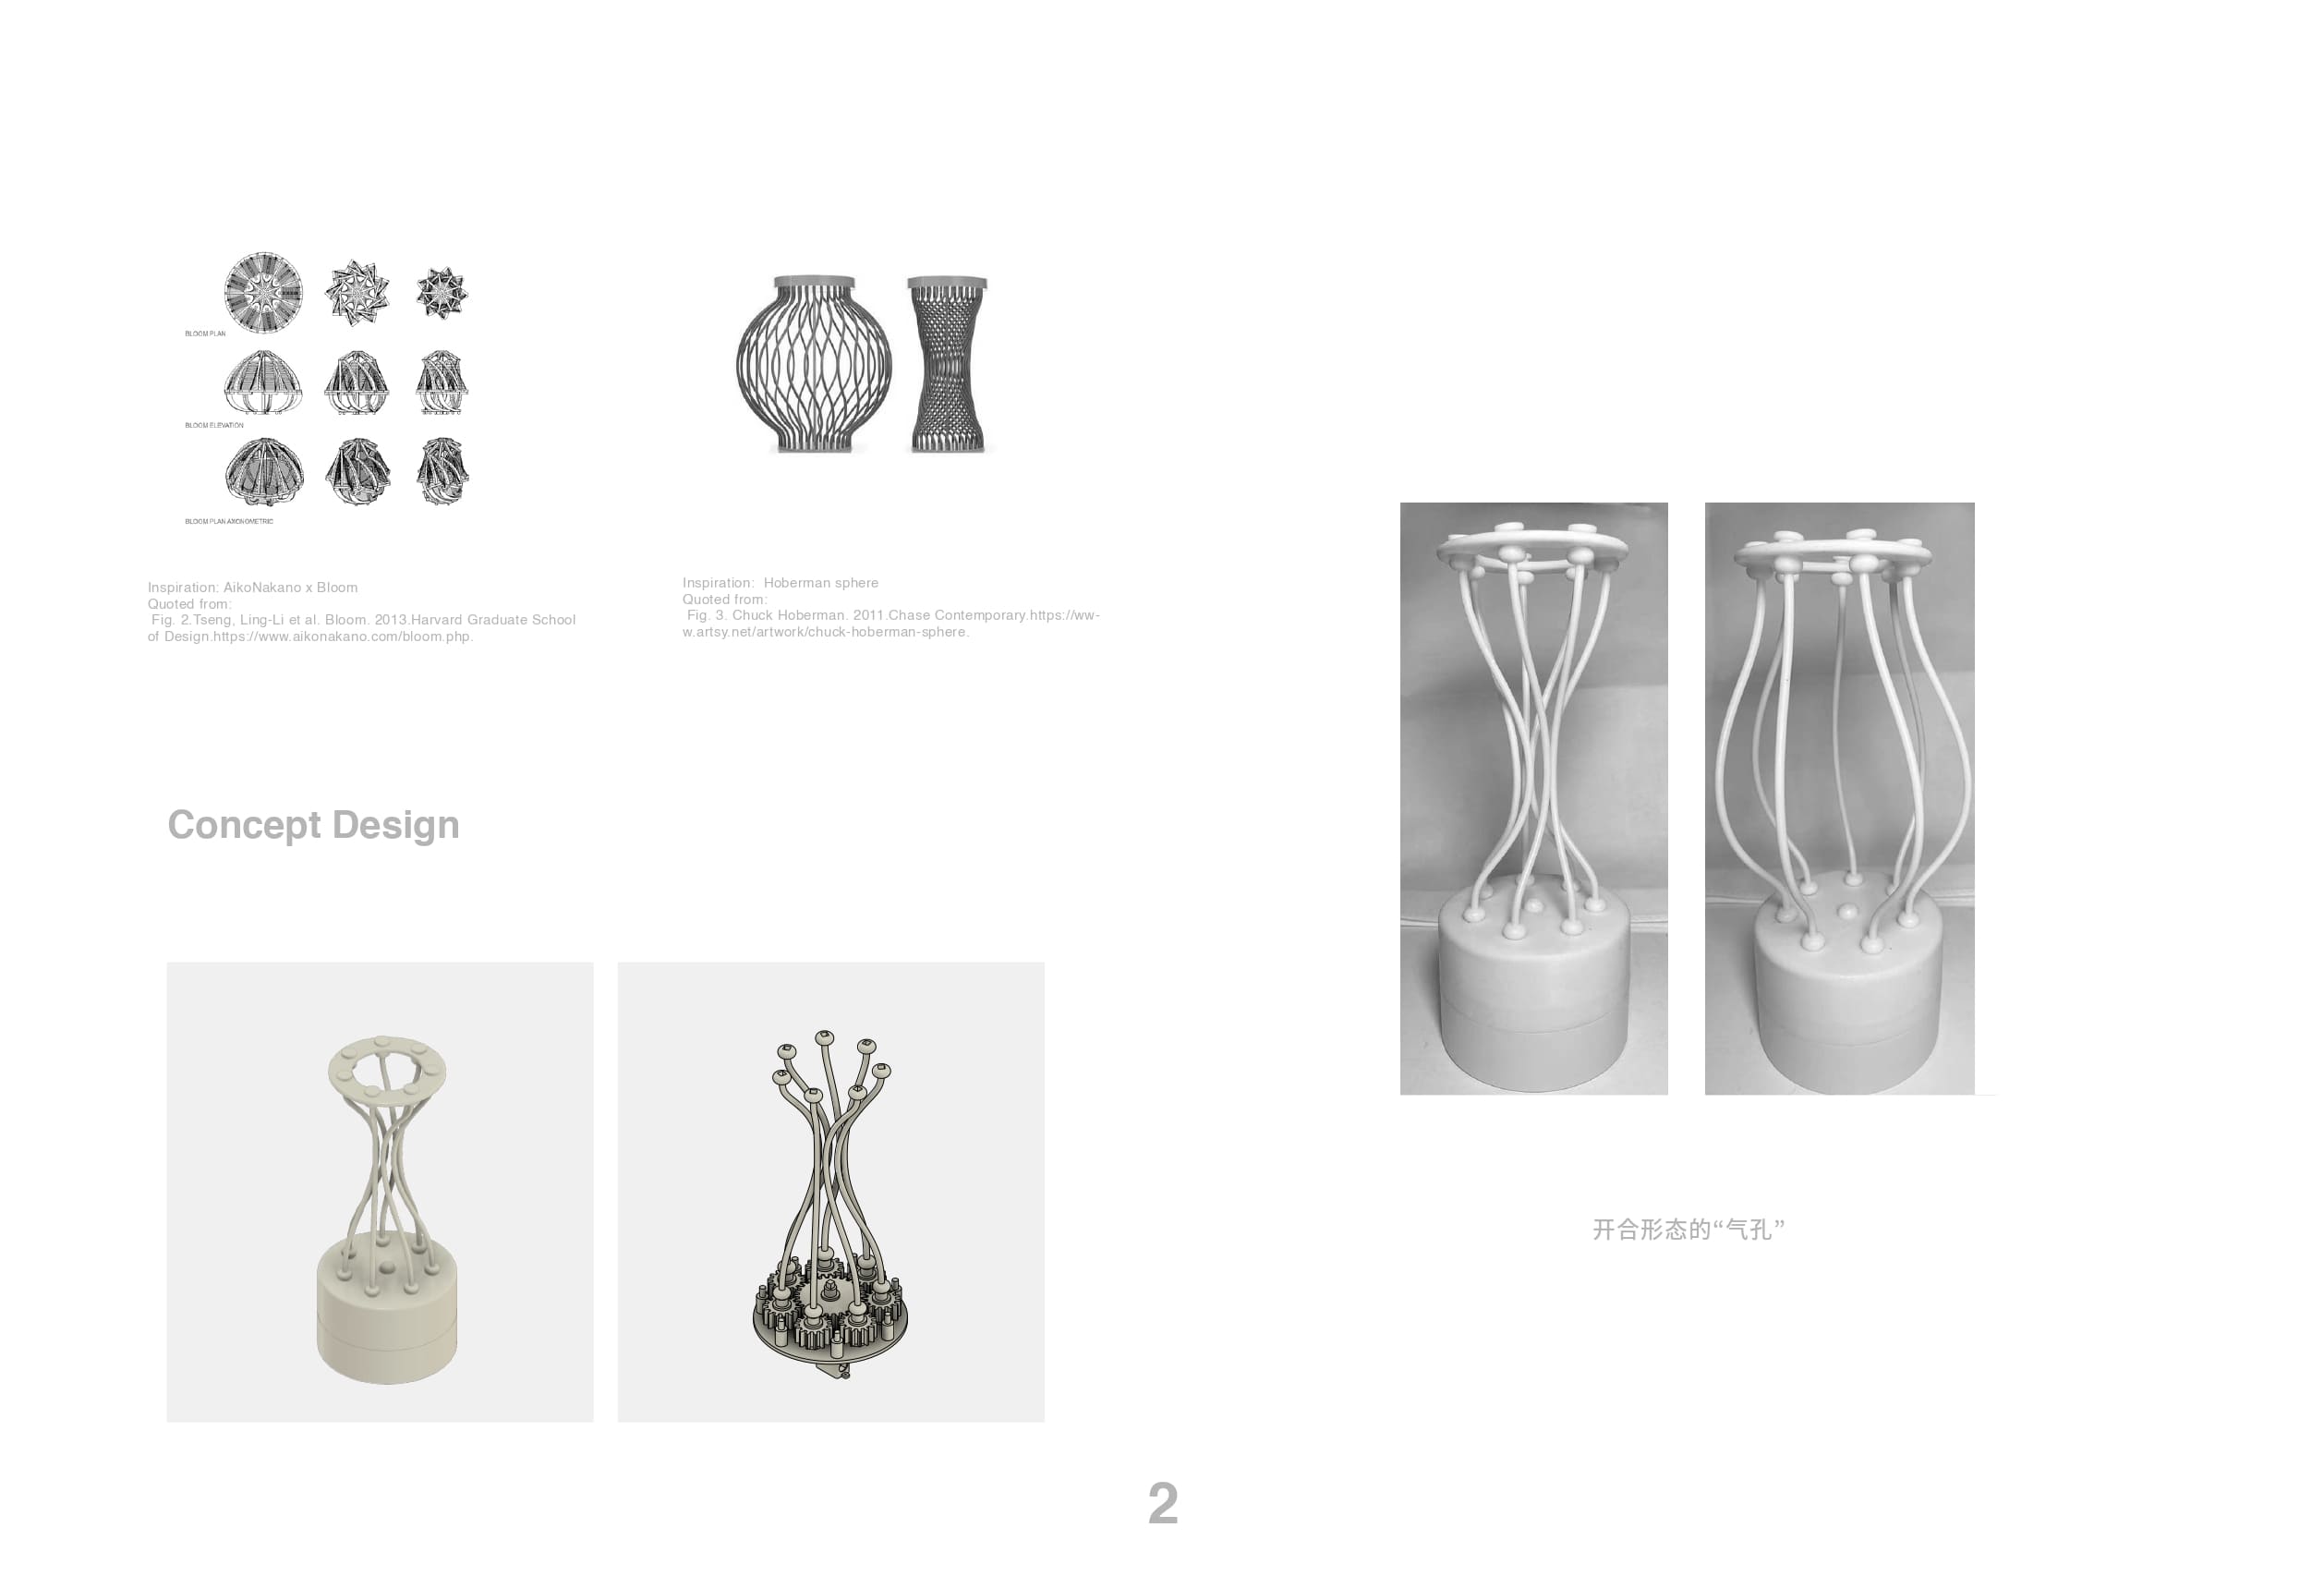 BLOOM PLAN
BLOOM ELEVATION
BLOOM PLAN AXIONOMETRIC
Inspiration: AikoNakano x Bloom
Quoted from:
Fig. 2.Tseng, Ling-Li et al. Bloom. 2013.Harvard Graduate School
of Design.https://www.aikonakano.com/bloom.php.
Inspiration:  Hoberman sphere
Quoted from:
Fig. 3. Chuck Hoberman. 2011.Chase Contemporary.https://ww-
w.artsy.net/artwork/chuck-hoberman-sphere.
Concept Design
开合形态的“气孔”
2